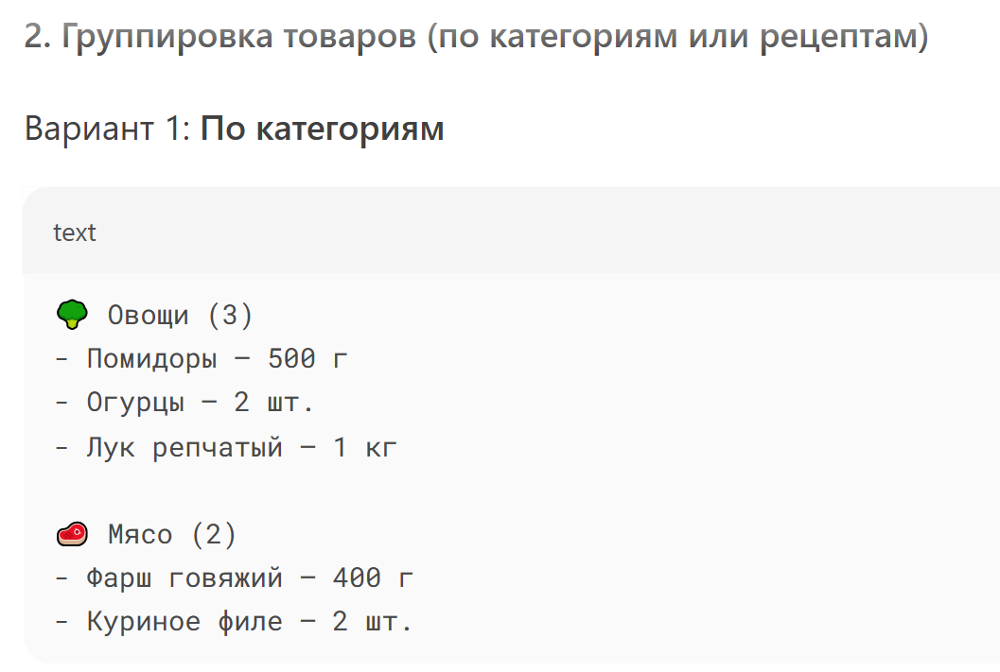 2. Группировка товаров (по категориям или рецептам)
Вариант 1: По категориям
text
🥦 Овощи (3)
- Помидоры — 500 г
- Огурцы — 2 шт.
- Лук репчатый — 1 кг
🥩 Мясо (2)
- Фарш говяжий — 400 г
- Куриное филе — 2 шт.